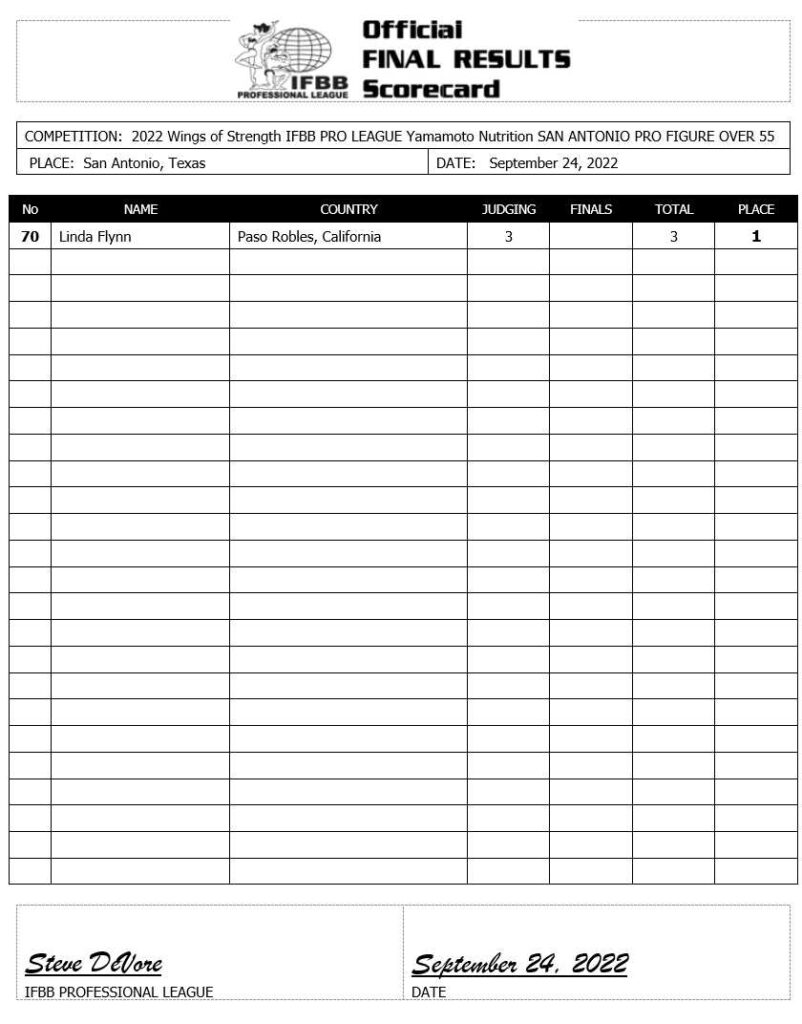 Official
FINAL RESULTS
Scorecard
IFBB
PROFESSIONAL LEAGUE
COMPETITION: 2022 Wings of Strength IFBB PRO LEAGUE Yamamoto Nutrition SAN ANTONIO PRO FIGURE OVER 55
PLACE: San Antonio, Texas DATE: September 24, 2022
No NAME COUNTRY JUDGING FINALS TOTAL PLACE
70 Linda Flynn Paso Robles, California 3 3 1
Steve DeVore September 24, 2022
IFBB PROFESSIONAL LEAGUE DATE